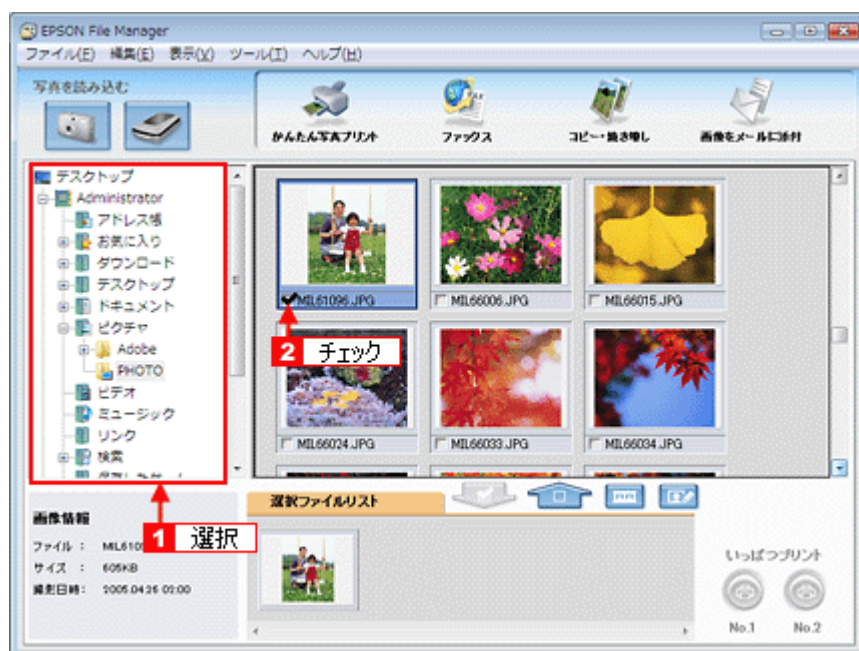 EPSON File Manager
ファイル(F) 編集(E) 表示(V) ツール(T) ヘルプ(H)
写真を読み込む
かんたん写真プリント
ファックス
コピー・焼き増し
画像をメールに添付
デスクトップ
Administrator
アドレス帳
お気に入り
ダウンロード
デスクトップ
ドキュメント
ピクチャ
Adobe
PHOTO
ビデオ
ミュージック
リンク
検索
MIL61096.JPG
MIL66006.JPG
MIL66015.JPG
2 チェック
MIL66024.JPG
MIL66033.JPG
MIL66034.JPG
1 選択
画像情報
ファイル : MIL610
サイズ : 605KB
撮影日時: 2005.04.26 02:00
選択ファイルリスト
いっぱつプリント
No.1 No.2